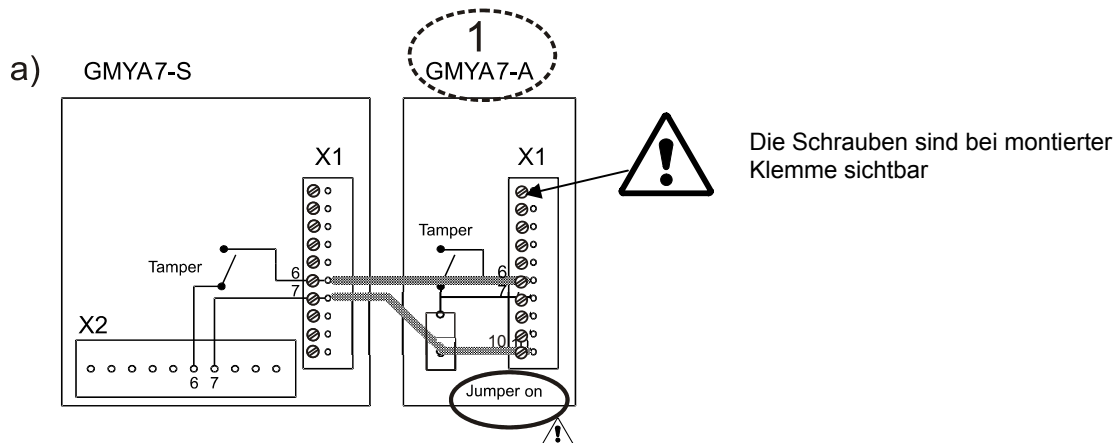 a)
GMYA7-S
1
GMYA7-A
Die Schrauben sind bei montierter
Klemme sichtbar
X1
X1
Tamper
Tamper
6
7
6
7
10
10
X2
6 7
Jumper on